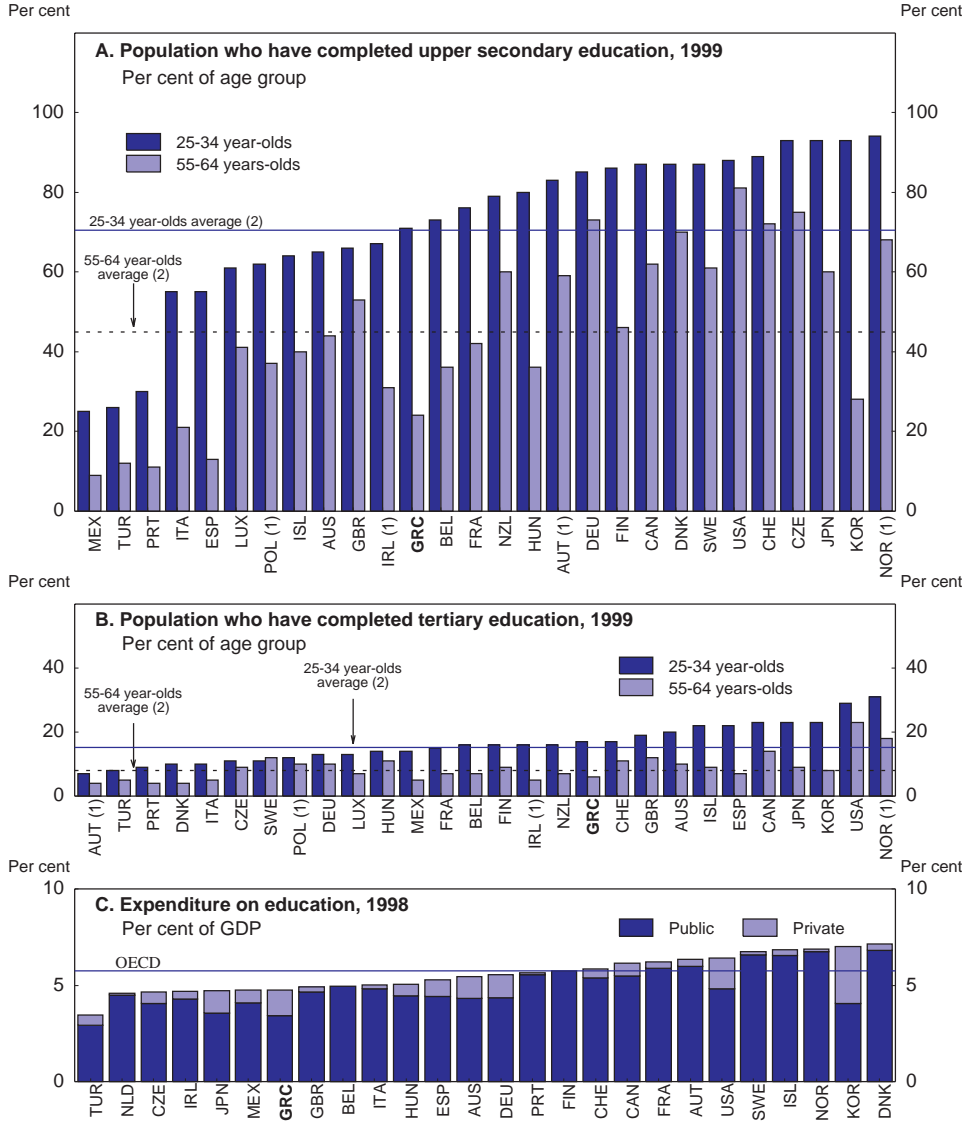 Per cent Per cent
A. Population who have completed upper secondary education, 1999
Per cent of age group
100 100
25-34 year-olds
55-64 years-olds
80 80
25-34 year-olds average (2)
60 60
55-64 year-olds
average (2)
40 40
20 20
0 0
MEX TUR PRT ITA ESP LUX POL (1) ISL AUS GBR IRL (1) GRC BEL FRA NZL HUN AUT (1) DEU FIN CAN DNK SWE USA CHE CZE JPN KOR NOR (1)
Per cent Per cent
B. Population who have completed tertiary education, 1999
Per cent of age group
40 40
25-34 year-olds
55-64 years-olds
25-34 year-olds
average (2)
55-64 year-olds
average (2)
20 20
0 0
AUT (1) TUR PRT DNK ITA CZE SWE POL (1) DEU LUX HUN MEX FRA BEL FIN IRL (1) NZL GRC CHE GBR AUS ISL ESP CAN JPN KOR USA NOR (1)
Per cent Per cent
10 10
C. Expenditure on education, 1998
Per cent of GDP
Public Private
OECD
5 5
0 0
TUR NLD CZE IRL JPN MEX GRC GBR BEL ITA HUN ESP AUS DEU PRT FIN CHE CAN FRA AUT USA SWE ISL NOR KOR DNK